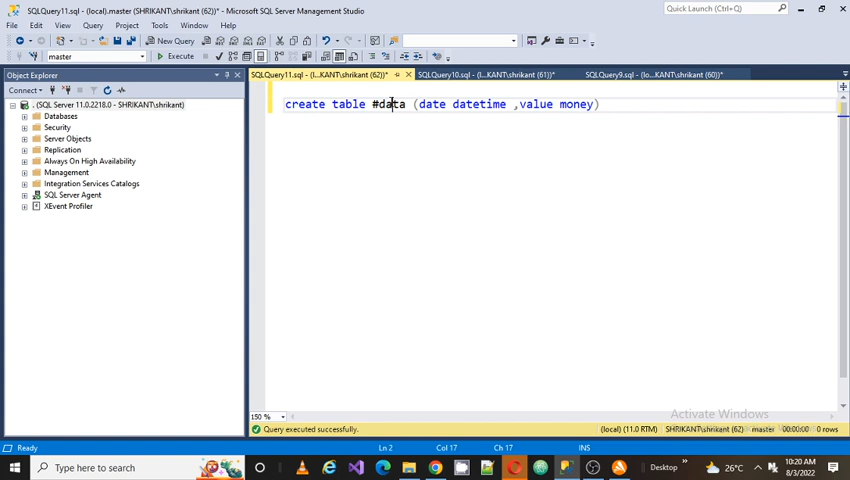 SQLQuery11.sql - (local).master (SHRIKANT\shrikant (62))* - Microsoft SQL Server Management Studio
Quick Launch (Ctrl+Q)
File Edit View Project Tools Window Help
New Query
master Execute
Object Explorer
Connect
. (SQL Server 11.0.2218.0 - SHRIKANT\shrikant)
Databases
Security
Server Objects
Replication
Always On High Availability
Management
Integration Services Catalogs
SQL Server Agent
XEvent Profiler
SQLQuery11.sql - (l...KANT\shrikant (62))* SQLQuery10.sql - (l...KANT\shrikant (61))* SQLQuery9.sql - (lo...KANT\shrikant (60))*
create table #data (date datetime ,value money)
150 %
Activate Windows
Query executed successfully. (local) (11.0 RTM) SHRIKANT\shrikant (62) master 00:00:00 0 rows
Ready Ln 2 Col 17 Ch 17 INS
Type here to search
Desktop
26°C
10:20 AM
8/3/2022